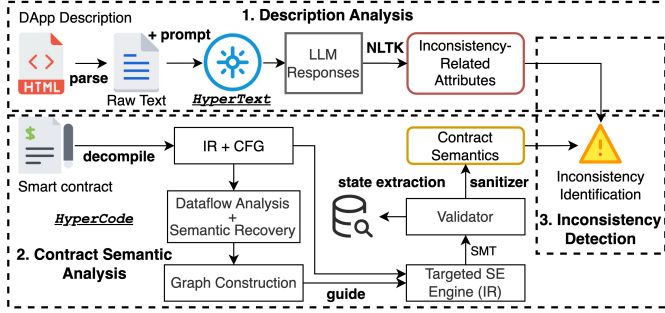 DApp Description
1. Description Analysis
HTML
parse
Raw Text
+ prompt
HyperText
LLM
Responses
NLTK
Inconsistency-
Related
Attributes
$
Smart contract
decompile
IR + CFG
HyperCode
Dataflow Analysis
+
Semantic Recovery
2. Contract Semantic
Analysis
Graph Construction
guide
Targeted SE
Engine (IR)
SMT
Validator
state extraction
sanitizer
Contract
Semantics
Inconsistency
Identification
3. Inconsistency
Detection